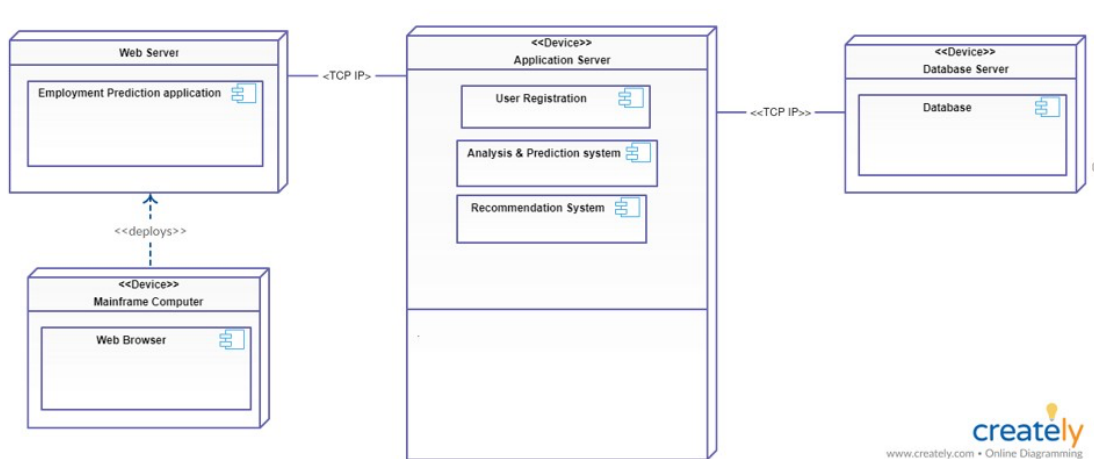 Web Server
Employment Prediction application
<TCP IP>
<<Device>>
Application Server
User Registration
Analysis & Prediction system
Recommendation System
<<TCP IP>>
<<Device>>
Database Server
Database
<<deploys>>
<<Device>>
Mainframe Computer
Web Browser
creately
www.creately.com • Online Diagramming